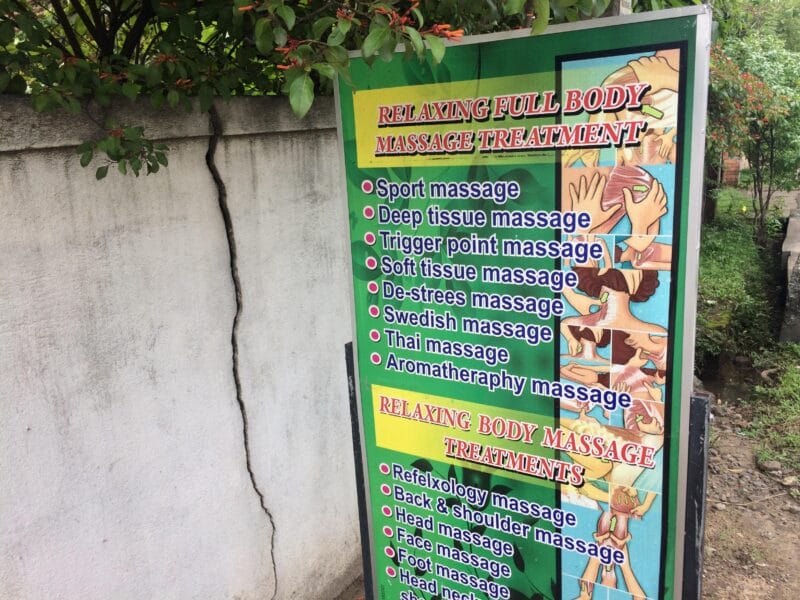 RELAXING FULL BODY
MASSAGE TREATMENT
Sport massage
Deep tissue massage
Trigger point massage
Soft tissue massage
De-strees massage
Swedish massage
Thai massage
Aromatheraphy massage
RELAXING BODY MASSAGE
TREATMENTS
Refelxology massage
Back & shoulder massage
Head massage
Face massage
Foot massage
Head neck